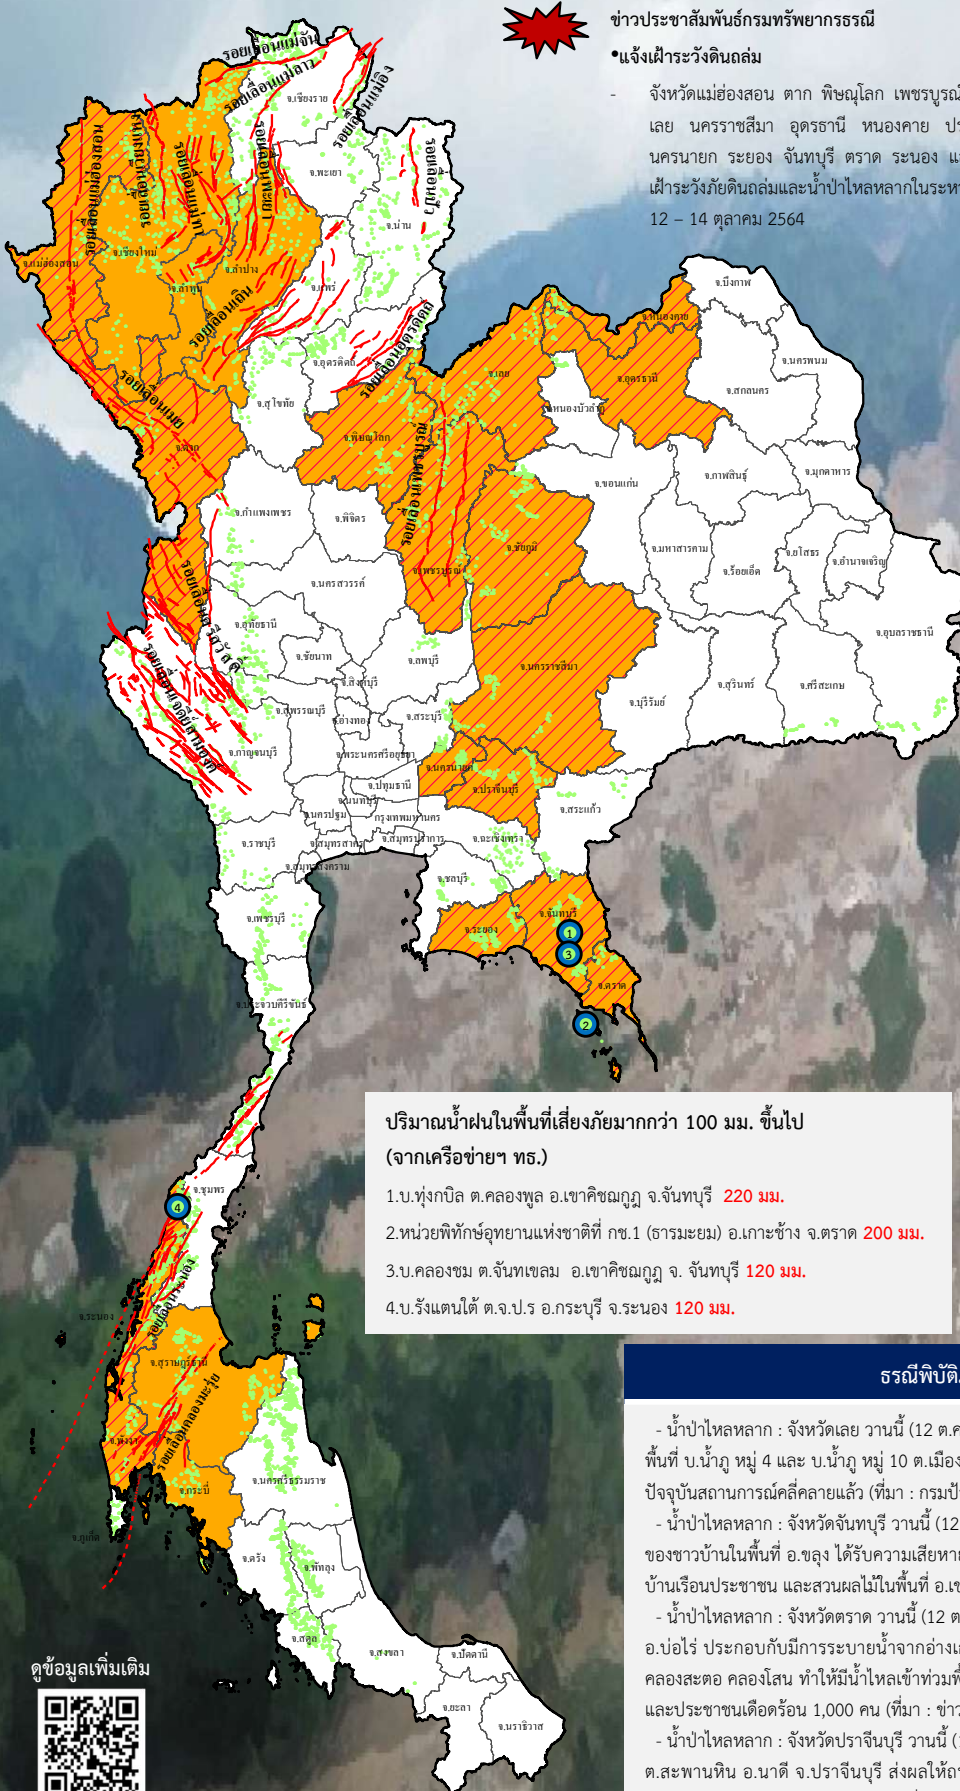 ข่าวประชาสัมพันธ์กรมทรัพยากรธรณี
•แจ้งเฝ้าระวังดินถล่ม
- จังหวัดแม่ฮ่องสอน ตาก พิษณุโลก เพชรบูรณ์
เลย นครราชสีมา อุดรธานี หนองคาย
นครนายก ระยอง จันทบุรี ตราด ระนอง
เฝ้าระวังภัยดินถล่มและน้ำป่าไหลหลากในระห
12 – 14 ตุลาคม 2564
รอยเลื่อนแม่จัน
รอยเลื่อนแม่ลาว
รอยเลื่อนแม่อิง
จ.เชียงราย
รอยเลื่อนแม่ฮ่องสอน
รอยเลื่อนแม่ทา
รอยเลื่อนพะเยา
รอยเลื่อนปัว
จ.พะเยา
จ.น่าน
จ.แม่ฮ่องสอน
จ.เชียงใหม่
จ.ลำปาง
จ.ลำพูน
จ.แพร่
รอยเลื่อนเถิน
รอยเลื่อนอุตรดิตถ์
จ.อุตรดิตถ์
จ.บึงกาฬ
จ.หนองคาย
จ.นครพนม
จ.เลย
จ.อุดรธานี
จ.สกลนคร
รอยเลื่อนเมย
จ.สุโขทัย
จ.หนองบัวลำภู
จ.ตาก
จ.พิษณุโลก
รอยเลื่อนเพชรบูรณ์
จ.ขอนแก่น
จ.กาฬสินธุ์
จ.มุกดาหาร
จ.กำแพงเพชร
จ.พิจิตร
จ.เพชรบูรณ์
จ.ชัยภูมิ
จ.มหาสารคาม
จ.ร้อยเอ็ด
จ.ยโสธร
จ.อำนาจเจริญ
จ.นครสวรรค์
รอยเลื่อนศรีสวัสดิ์
จ.อุทัยธานี
จ.ชัยนาท
จ.ลพบุรี
จ.นครราชสีมา
จ.บุรีรัมย์
จ.สุรินทร์
จ.ศรีสะเกษ
จ.อุบลราชธานี
รอยเลื่อนเจดีย์สามองค์
จ.สิงห์บุรี
จ.สุพรรณบุรี
จ.อ่างทอง
จ.สระบุรี
จ.กาญจนบุรี
จ.พระนครศรีอยุธยา
จ.นครนายก
จ.ปราจีนบุรี
จ.ปทุมธานี
จ.นนทบุรี
จ.นครปฐม
กรุงเทพมหานคร
จ.สระแก้ว
จ.ราชบุรี
จ.สมุทรสาคร
จ.สมุทรปราการ
จ.ฉะเชิงเทรา
จ.สมุทรสงคราม
จ.ชลบุรี
จ.เพชรบุรี
จ.ระยอง
จ.จันทบุรี
1
3
จ.ตราด
2
จ.ประจวบคีรีขันธ์
จ.ชุมพร
4
ปริมาณน้ำฝนในพื้นที่เสี่ยงภัยมากกว่า 100 มม. ขึ้นไป
(จากเครือข่ายฯ ทธ.)
1.บ.ทุ่งกบิล ต.คลองพูล อ.เขาคิชฌกูฎ จ.จันทบุรี 220 มม.
2.หน่วยพิทักษ์อุทยานแห่งชาติที่ กช.1 (ธารมะยม) อ.เกาะช้าง จ.ตราด 200 มม.
3.บ.คลองชม ต.จันทเขลม อ.เขาคิชฌกูฎ จ. จันทบุรี 120 มม.
4.บ.รังแตนใต้ ต.จ.ป.ร อ.กระบุรี จ.ระนอง 120 มม.
รอยเลื่อนระนอง
จ.ระนอง
จ.สุราษฎร์ธานี
รอยเลื่อนคลองมะรุ่ย
จ.พังงา
จ.กระบี่
จ.นครศรีธรรมราช
จ.ภูเก็ต
จ.ตรัง
จ.พัทลุง
จ.สตูล
จ.สงขลา
จ.ปัตตานี
จ.ยะลา
จ.นราธิวาส
ธรณีพิบัติ
- น้ำป่าไหลหลาก : จังหวัดเลย วานนี้ (12 ต.ค
พื้นที่ บ.น้ำภู หมู่ 4 และ บ.น้ำภู หมู่ 10 ต.เมือง
ปัจจุบันสถานการณ์คลี่คลายแล้ว (ที่มา : กรมป
- น้ำป่าไหลหลาก : จังหวัดจันทบุรี วานนี้ (12
ของชาวบ้านในพื้นที่ อ.ขลุง ได้รับความเสียหาย
บ้านเรือนประชาชน และสวนผลไม้ในพื้นที่ อ.เข
- น้ำป่าไหลหลาก : จังหวัดตราด วานนี้ (12 ต
อ.บ่อไร่ ประกอบกับมีการระบายน้ำจากอ่างเ
คลองสะตอ คลองโสน ทำให้มีน้ำไหลเข้าท่วมพื้
และประชาชนเดือดร้อน 1,000 คน (ที่มา : ข่าว
- น้ำป่าไหลหลาก : จังหวัดปราจีนบุรี วานนี้ (1
ต.สะพานหิน อ.นาดี จ.ปราจีนบุรี ส่งผลให้ถ
ดูข้อมูลเพิ่มเติม